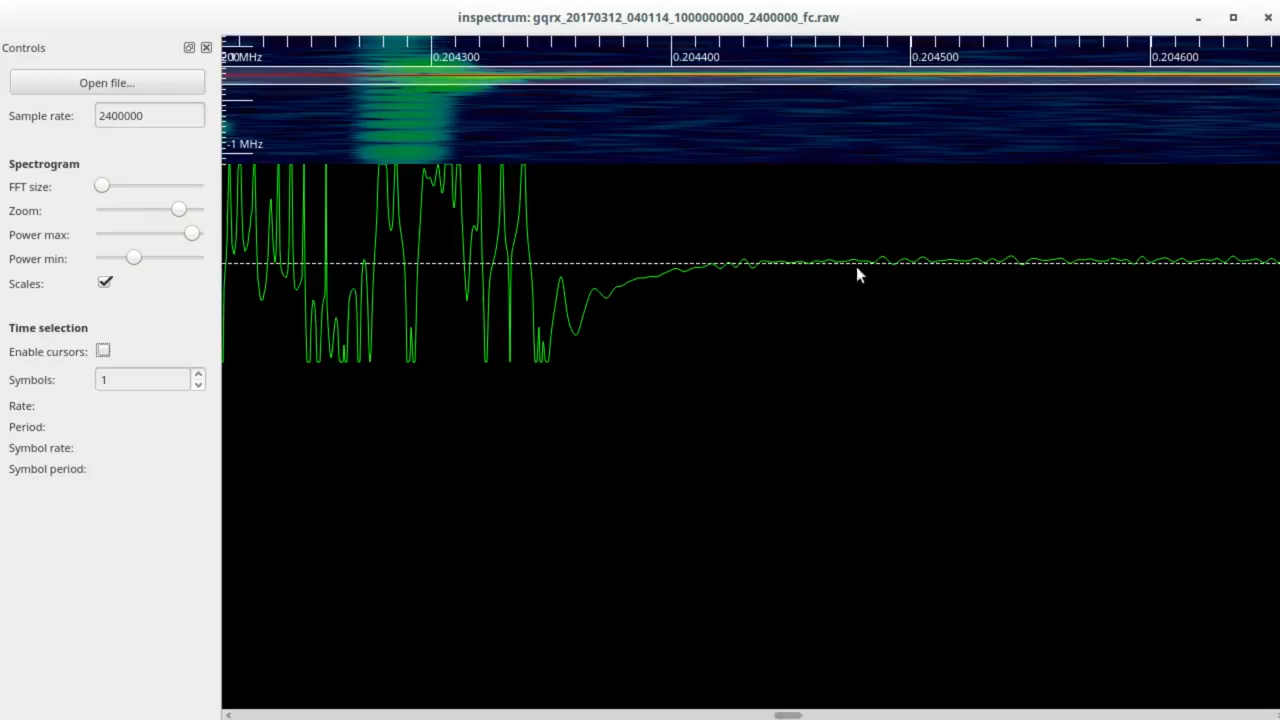 inspectrum: gqrx_20170312_040114_1000000000_2400000_fc.raw
Controls
Open file...
Sample rate: 2400000
Spectrogram
FFT size:
Zoom:
Power max:
Power min:
Scales:
Time selection
Enable cursors:
Symbols: 1
Rate:
Period:
Symbol rate:
Symbol period:
MHz 0.204300 0.204400 0.204500 0.204600
-1 MHz